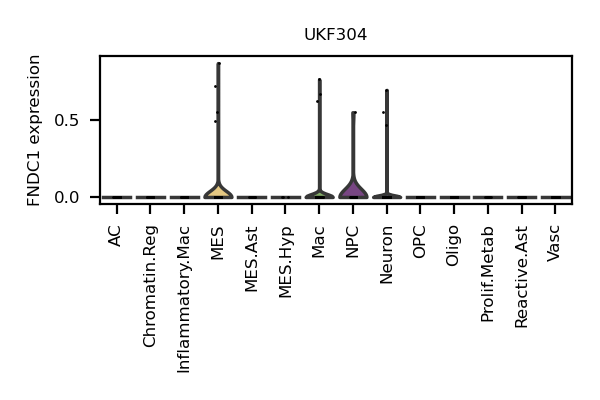 UKF304
FNDC1 expression
0.5
0.0
AC
Chromatin.Reg
Inflammatory.Mac
MES
MES.Ast
MES.Hyp
Mac
NPC
Neuron
OPC
Oligo
Prolif.Metab
Reactive.Ast
Vasc